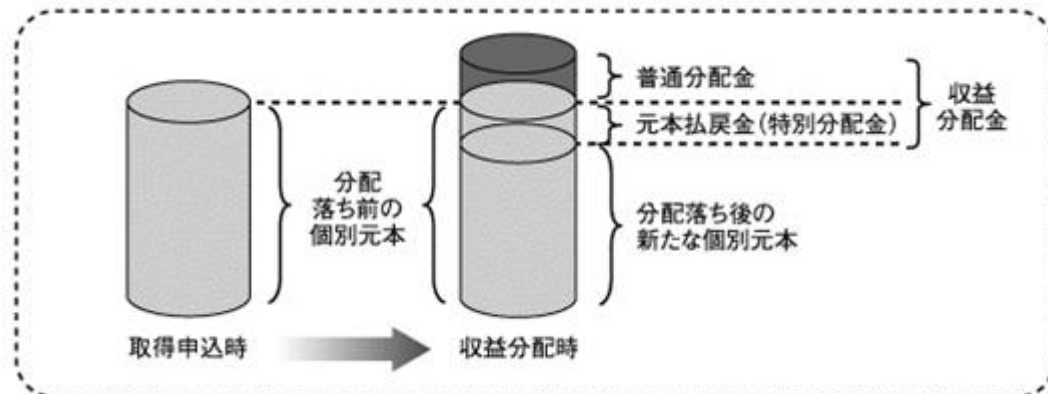 普通分配金
元本払戻金(特別分配金)
収益
分配金
分配
落ち前の
個別元本
分配落ち後の
新たな個別元本
取得申込時
収益分配時